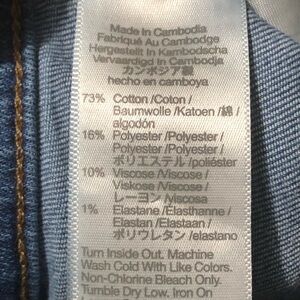 Made In Cambodia
Fabriqué Au Cambodge
Hergestellt In Kambodscha
Vervaardigd In Cambodja
カンボジア製
hecho en camboya
73% Cotton /Coton /
Baumwolle /Katoen /綿 /
algodón
16% Polyester /Polyester /
Polyester /Polyester /
ポリエステル /poliéster
10% Viscose /Viscose /
Viskose /Viscose /
レーヨン /viscosa
1% Elastane /Élasthanne /
Elastan /Elastaan /
ポリウレタン /elastano
Turn Inside Out. Machine
Wash Cold With Like Colors.
Non-Chlorine Bleach Only.
Tumble Dry Low. Iron On